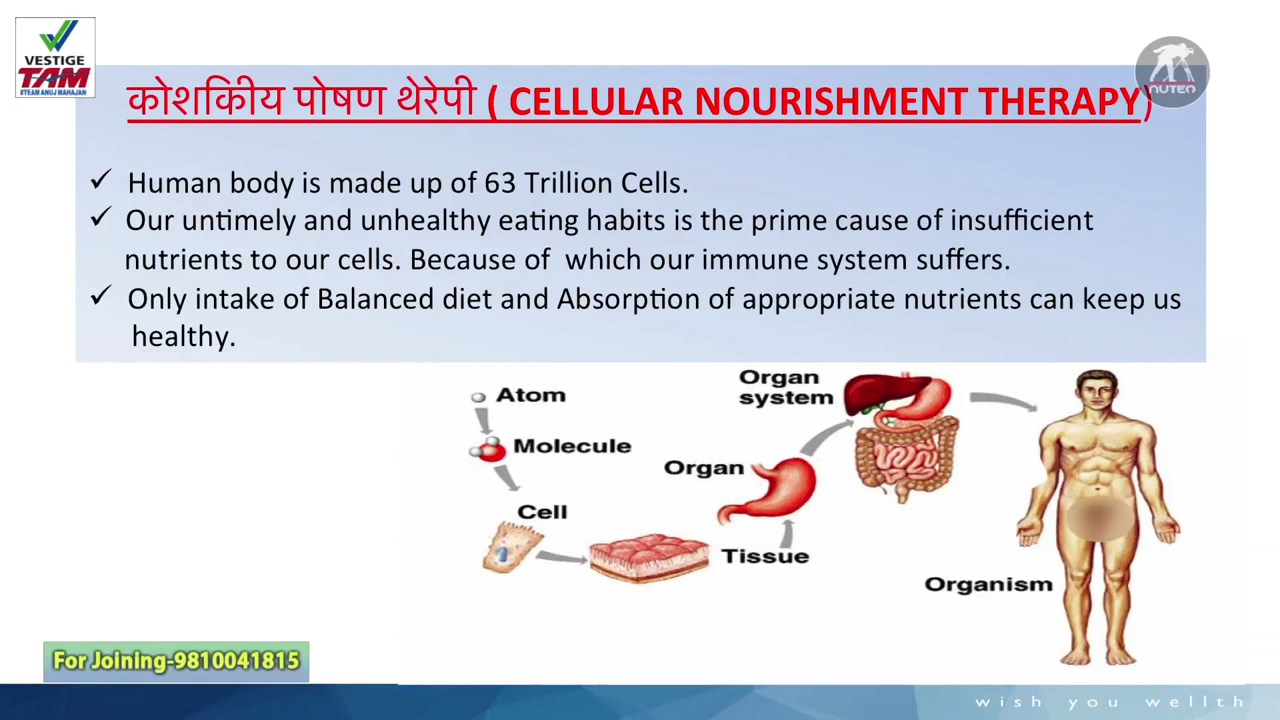 VESTIGE
TAM
#TEAM ANUJ MAHAJAN
NUTEQ
कोशकिीय पोषण थेरेपी ( CELLULAR NOURISHMENT THERAPY)
✓ Human body is made up of 63 Trillion Cells.
✓ Our untimely and unhealthy eating habits is the prime cause of insufficient
nutrients to our cells. Because of which our immune system suffers.
✓ Only intake of Balanced diet and Absorption of appropriate nutrients can keep us
healthy.
Atom
Molecule
Cell
Tissue
Organ
Organ
system
Organism
For Joining-9810041815
wish you wellth